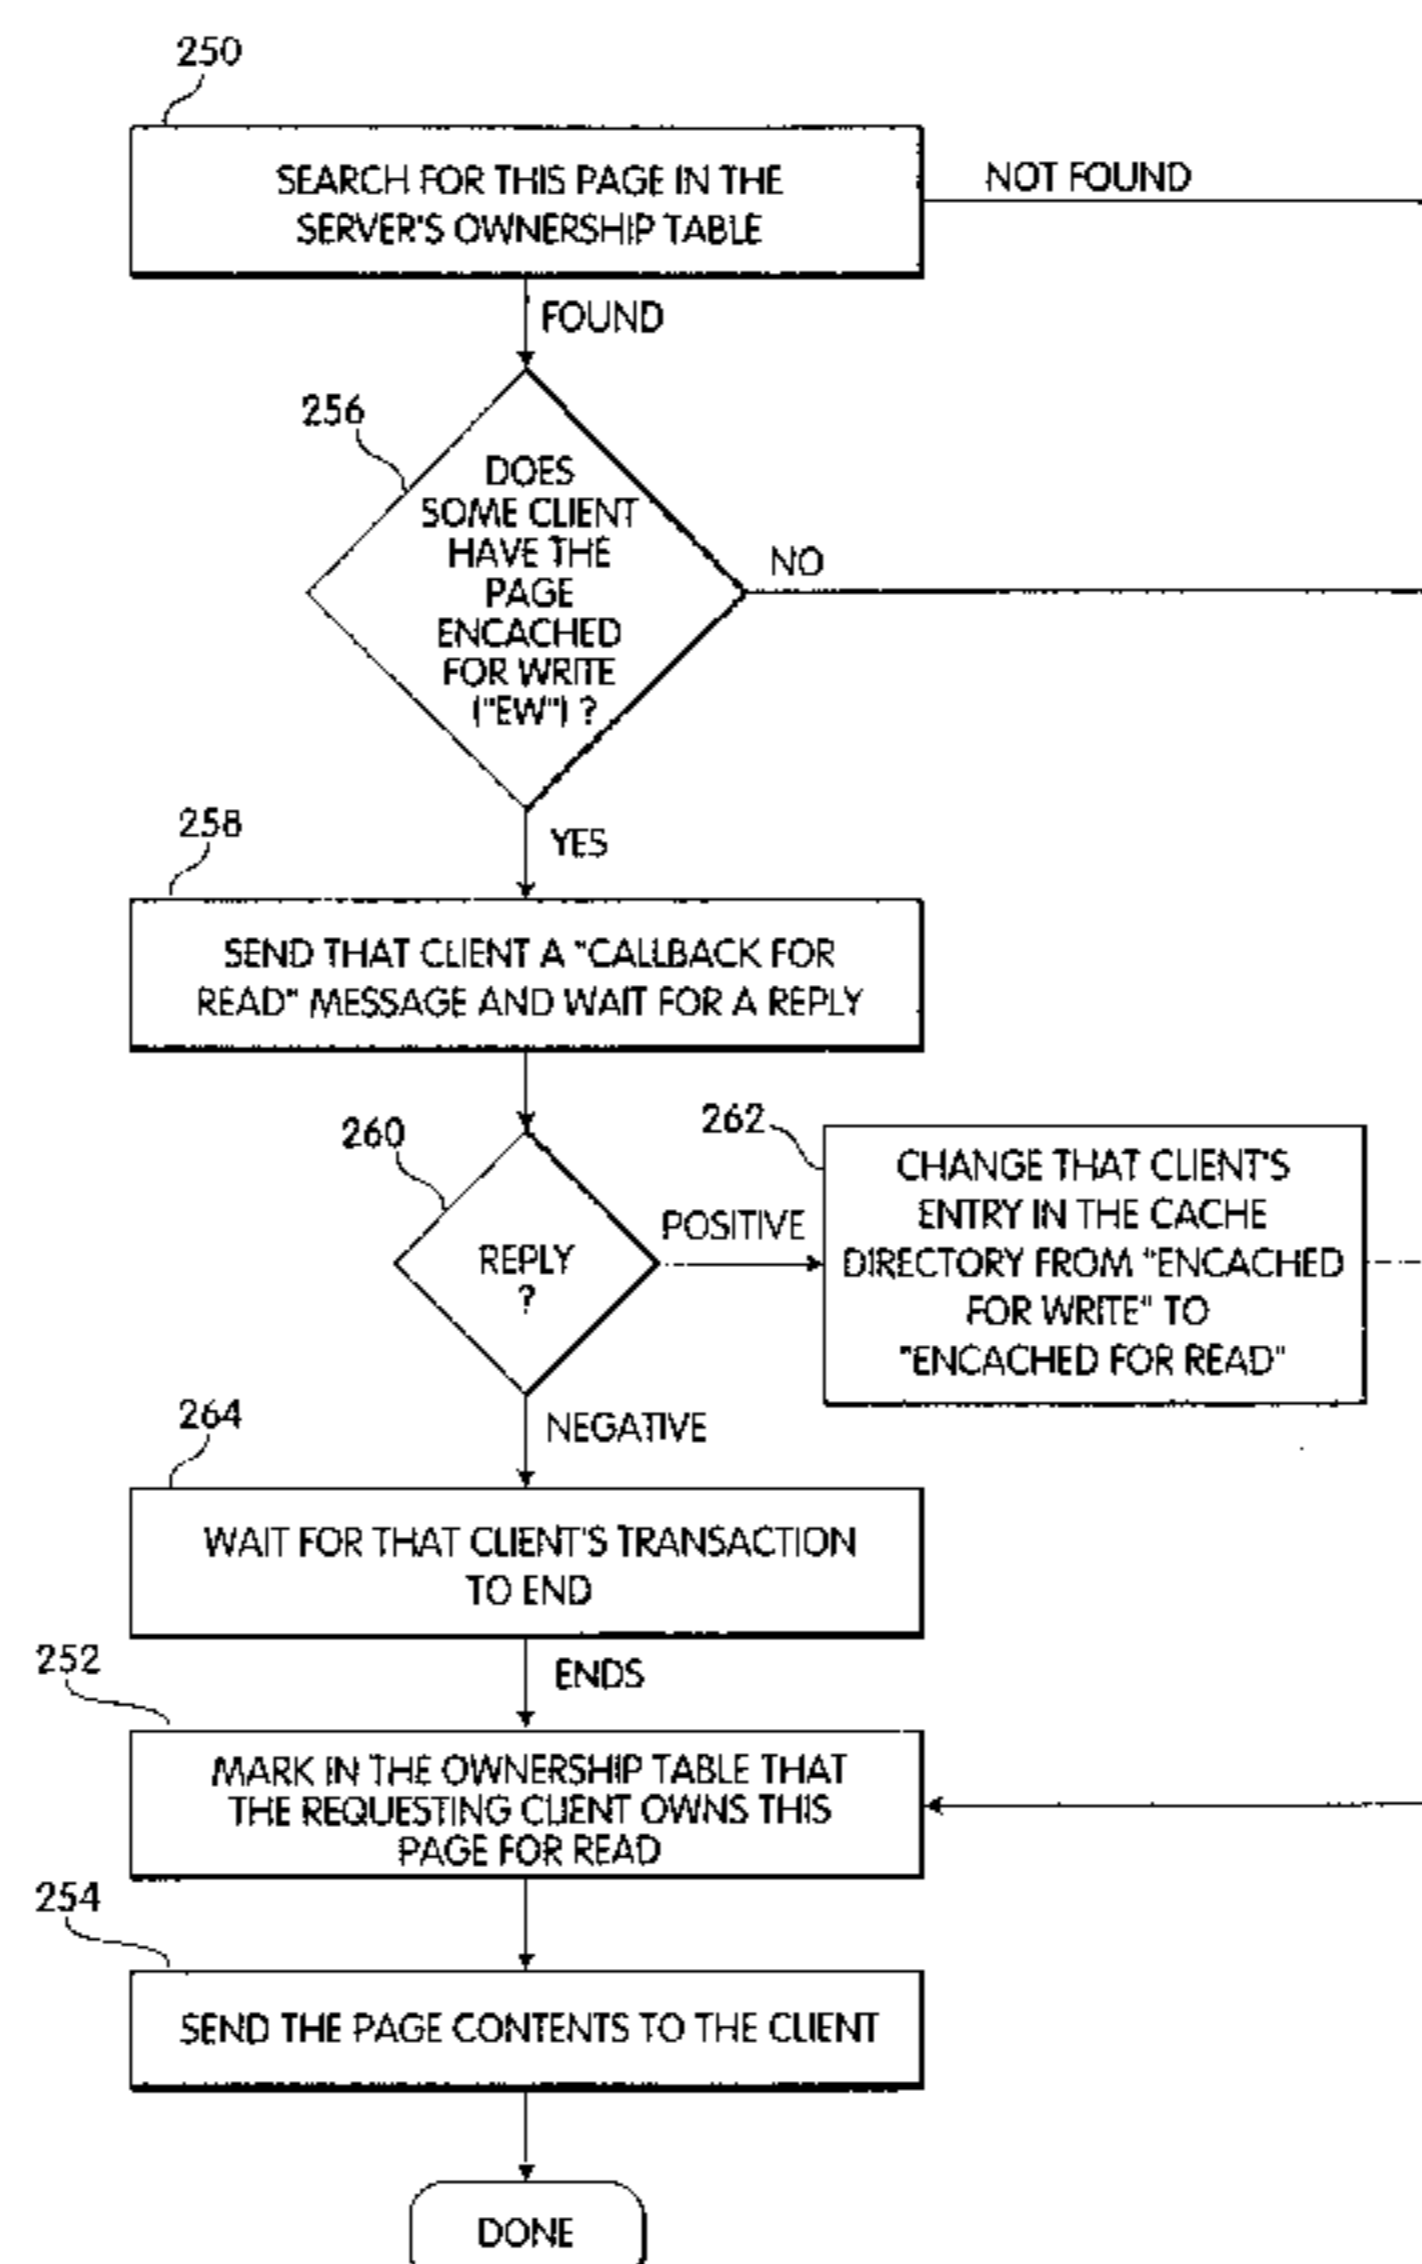 250
SEARCH FOR THIS PAGE IN THE
SERVER'S OWNERSHIP TABLE
NOT FOUND
FOUND
256
DOES
SOME CLIENT
HAVE THE
PAGE
ENCACHED
FOR WRITE
("EW") ?
NO
YES
258
SEND THAT CLIENT A "CALLBACK FOR
READ" MESSAGE AND WAIT FOR A REPLY
260
REPLY
?
POSITIVE
262
CHANGE THAT CLIENT'S
ENTRY IN THE CACHE
DIRECTORY FROM "ENCACHED
FOR WRITE" TO
"ENCACHED FOR READ"
NEGATIVE
264
WAIT FOR THAT CLIENT'S TRANSACTION
TO END
ENDS
252
MARK IN THE OWNERSHIP TABLE THAT
THE REQUESTING CLIENT OWNS THIS
PAGE FOR READ
254
SEND THE PAGE CONTENTS TO THE CLIENT
DONE